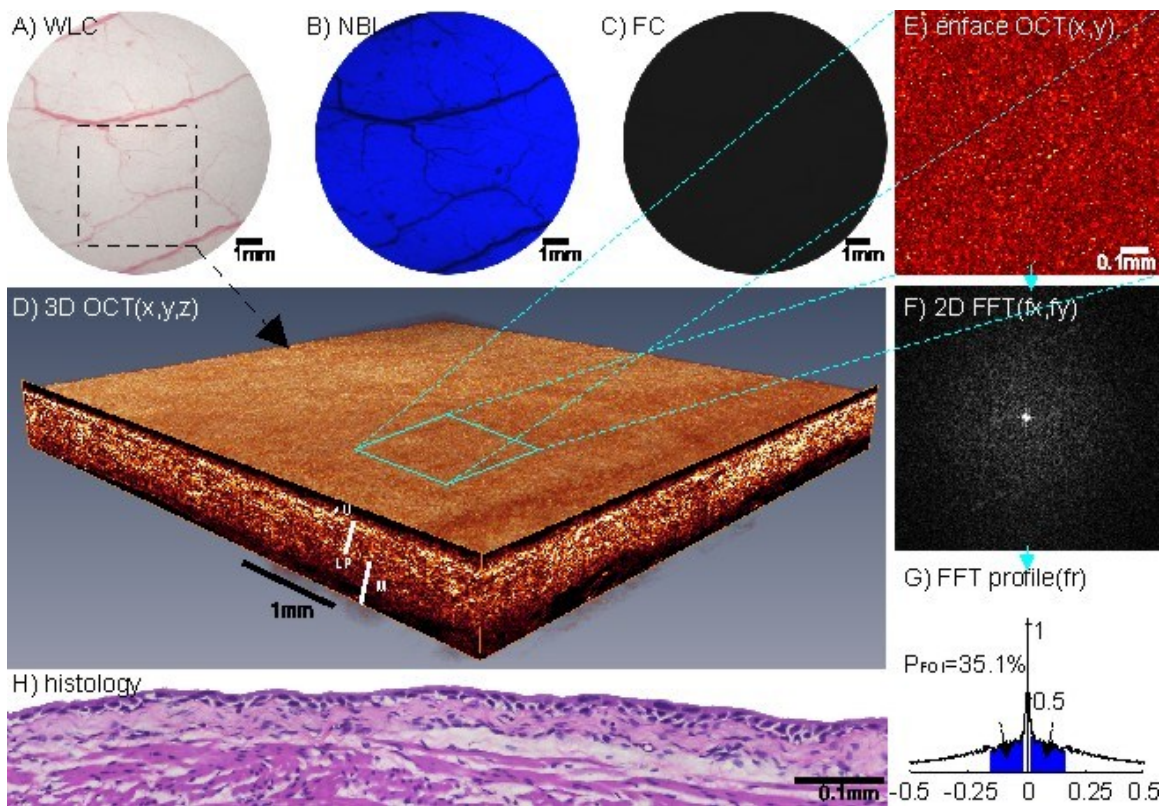 A) WLC
B) NBI
C) FC
E) enface OCT(x,y)
1mm
1mm
1mm
0.1mm
D) 3D OCT(x,y,z)
F) 2D FFT(fx,fy)
U
LP
M
1mm
G) FFT profile(fr)
1
PFOI=35.1%
0.5
H) histology
0.1mm
-0.5 -0.25 0 0.25 0.5